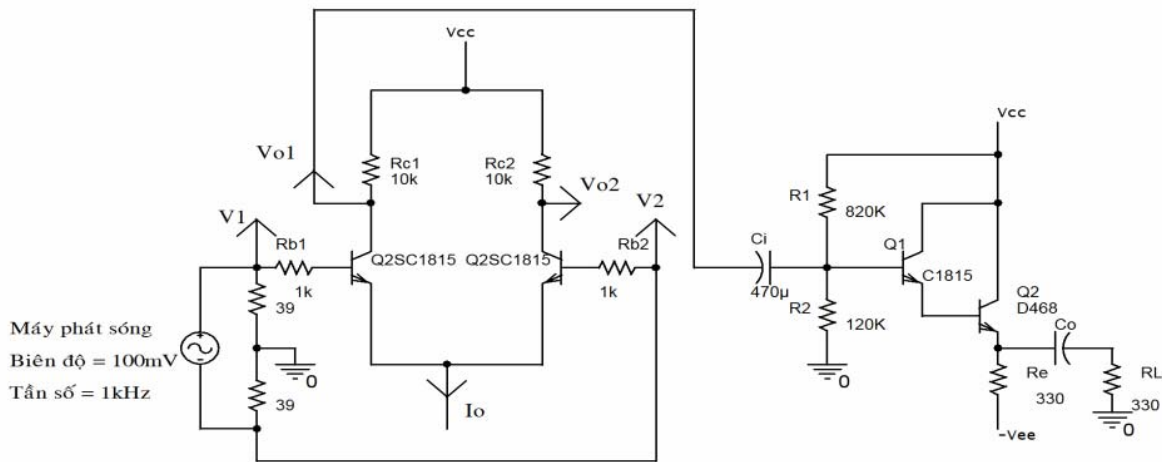 Vcc
Vo1
Rc1
10k
Rc2
10k
Vo2
V1
V2
Rb1
1k
Q2SC1815
Q2SC1815
Rb2
1k
39
0
39
Máy phát sóng
Biên độ = 100mV
Tần số = 1kHz
Io
Vcc
R1
820K
Ci
470µ
Q1
C1815
R2
120K
0
Q2
D468
Co
Re
330
RL
330
0
-Vee